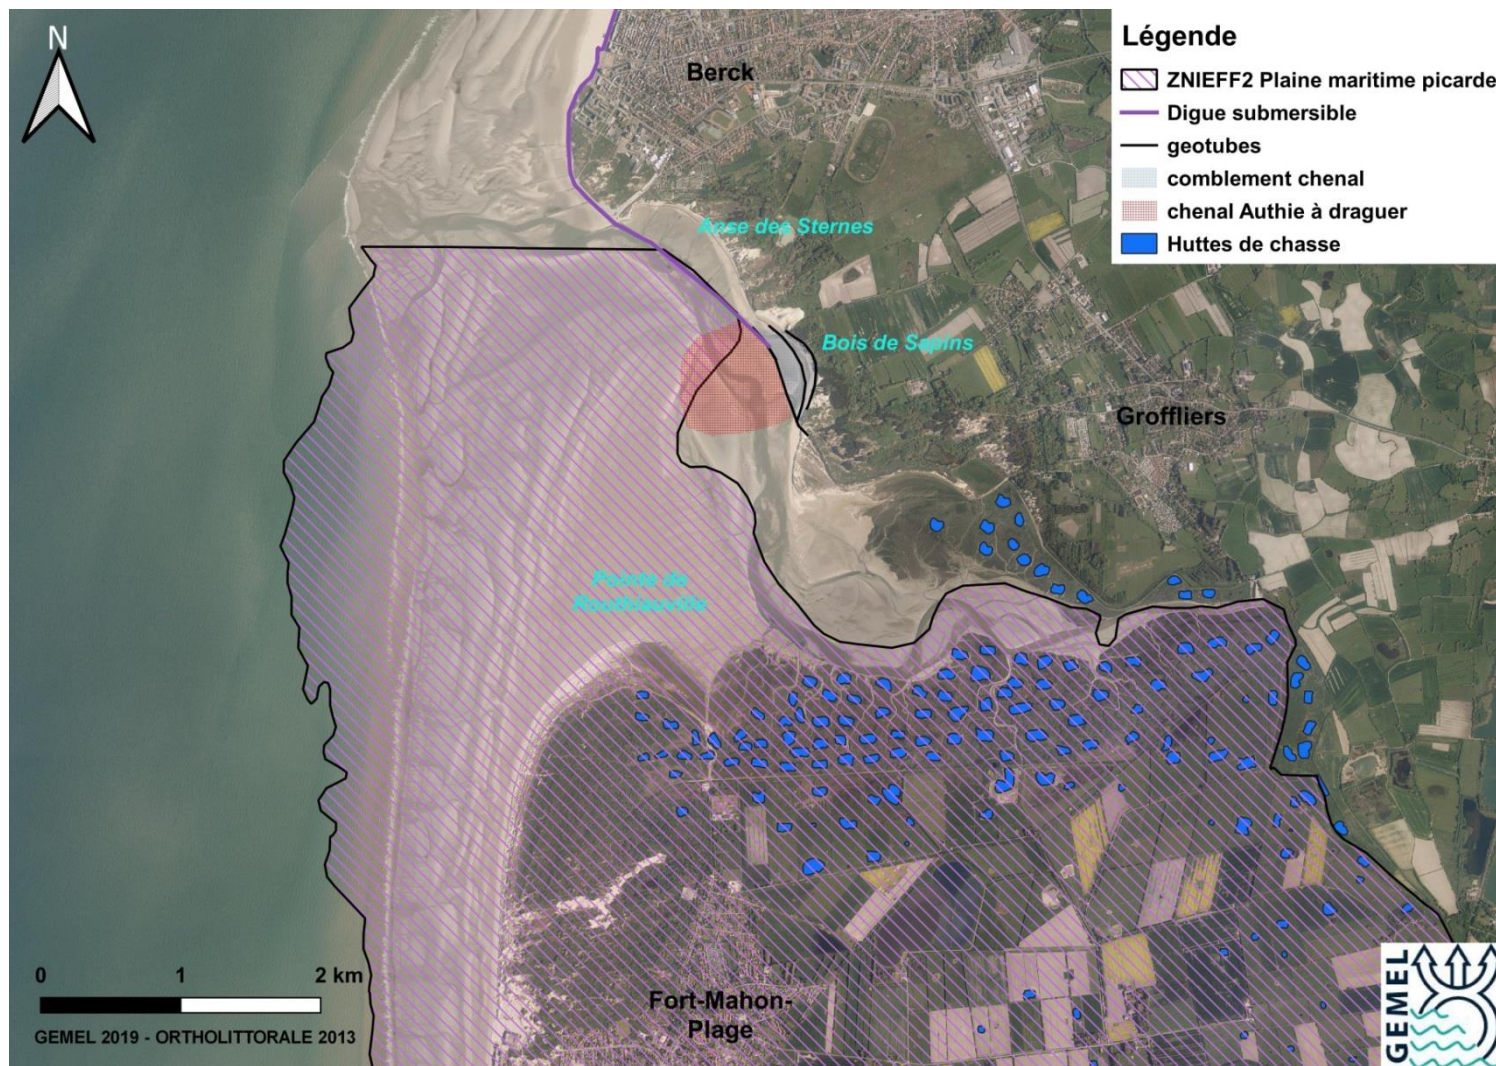 N
Berck
Légende
ZNIEFF2 Plaine maritime picarde
Digue submersible
geotubes
comblement chenal
chenal Authie à draguer
Huttes de chasse
Anse des Sternes
Bois de Sapins
Groffliers
Pointe de
Routhiauville
0 1 2 km
GEMEL 2019 - ORTHOLITTORALE 2013
Fort-Mahon-
Plage
GEMEL